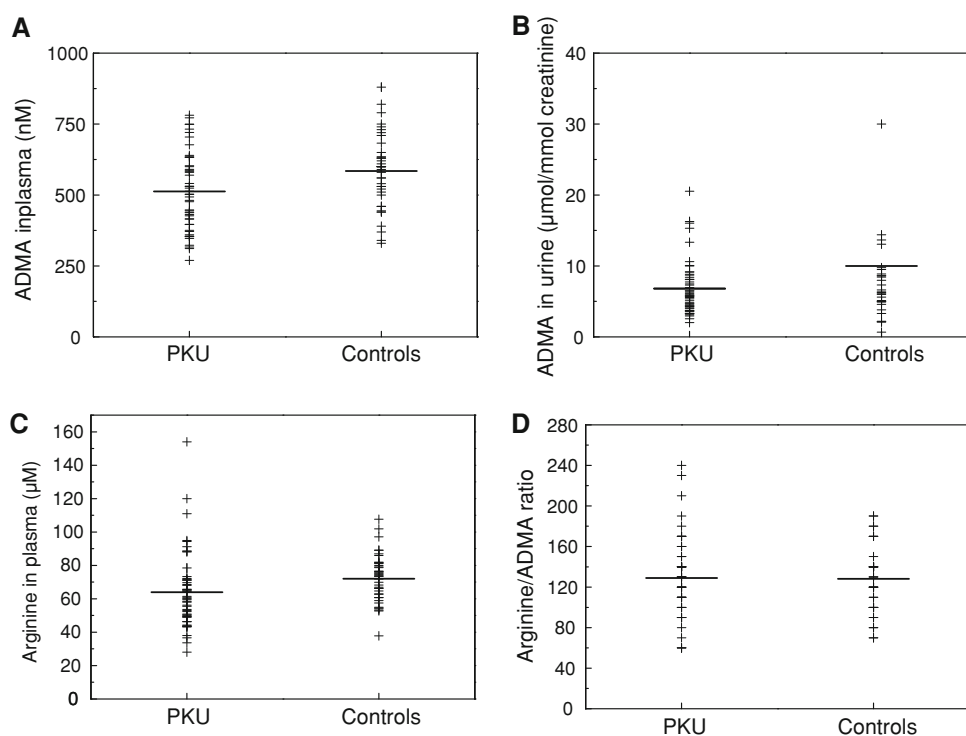 A
ADMA inplasma (nM)
1000
750
500
250
0
PKU
Controls
B
ADMA in urine (µmol/mmol creatinine)
40
30
20
10
0
PKU
Controls
C
Arginine in plasma (µM)
160
140
120
100
80
60
40
20
0
PKU
Controls
D
Arginine/ADMA ratio
280
240
200
160
120
80
40
0
PKU
Controls